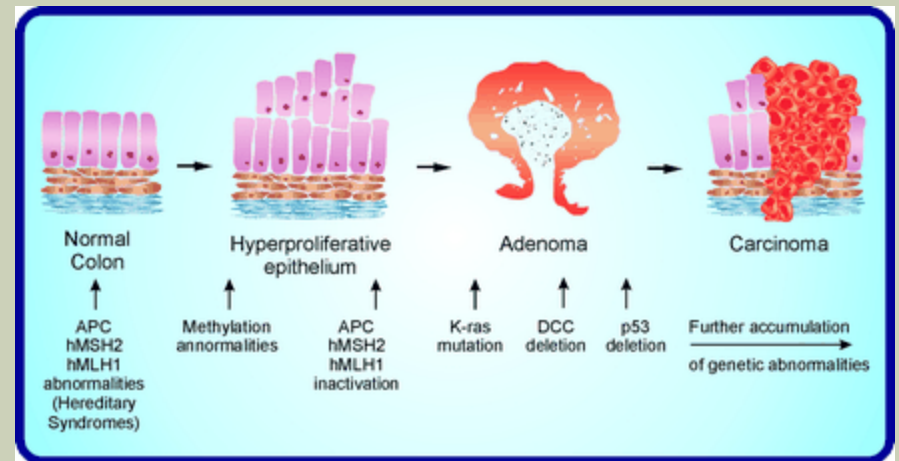 Normal
Colon
Hyperproliferative
epithelium
Adenoma
Carcinoma
APC
hMSH2
hMLH1
abnormalities
(Hereditary
Syndromes)
Methylation
annormalities
APC
hMSH2
hMLH1
inactivation
K-ras
mutation
DCC
deletion
p53
deletion
Further accumulation
of genetic abnormalities